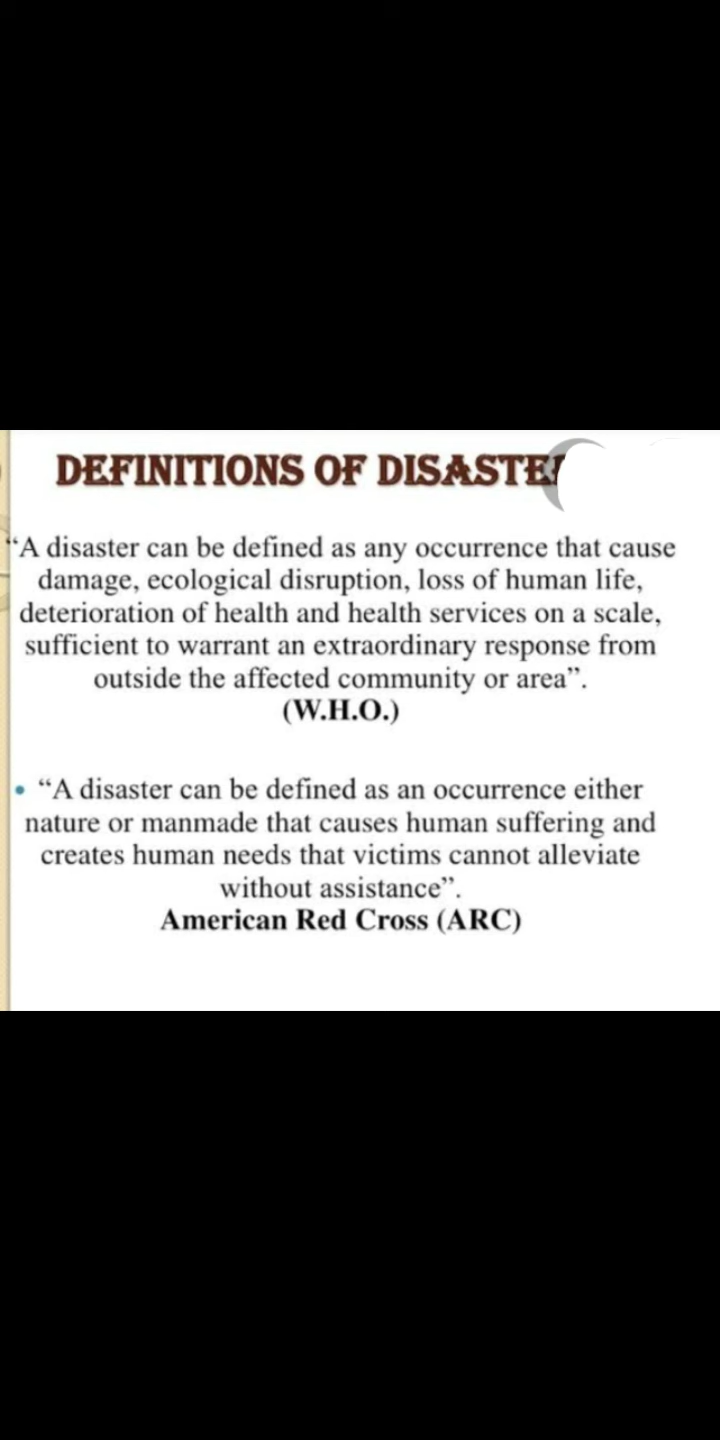 DEFINITIONS OF DISASTER
“A disaster can be defined as any occurrence that cause
damage, ecological disruption, loss of human life,
deterioration of health and health services on a scale,
sufficient to warrant an extraordinary response from
outside the affected community or area”.
(W.H.O.)
• “A disaster can be defined as an occurrence either
nature or manmade that causes human suffering and
creates human needs that victims cannot alleviate
without assistance”.
American Red Cross (ARC)